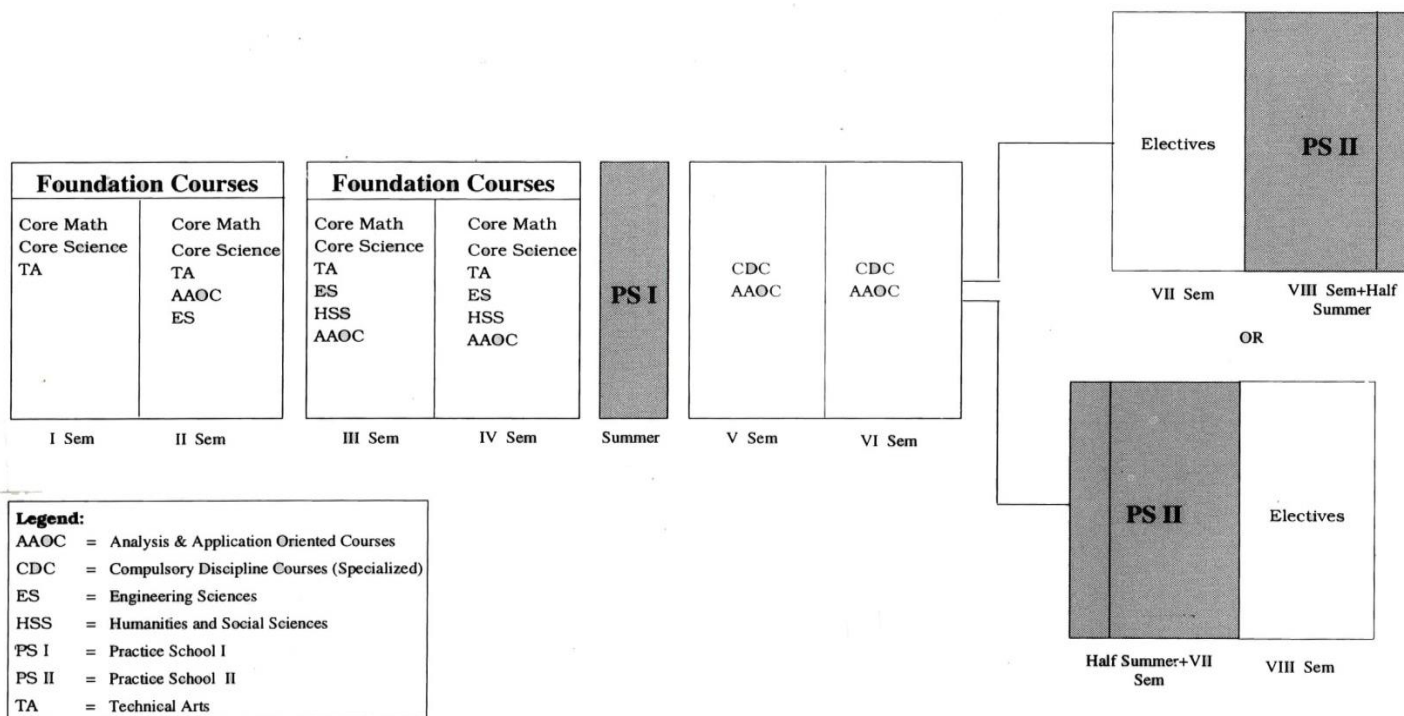 Foundation Courses
Core Math
Core Science
TA
Core Math
Core Science
TA
AAOC
ES
I Sem
II Sem
Foundation Courses
Core Math
Core Science
TA
ES
HSS
AAOC
Core Math
Core Science
TA
ES
HSS
AAOC
III Sem
IV Sem
PS I
Summer
CDC
AAOC
CDC
AAOC
V Sem
VI Sem
Electives
PS II
VII Sem
VIII Sem+Half
Summer
OR
PS II
Electives
Half Summer+VII
Sem
VIII Sem
Legend:
AAOC = Analysis & Application Oriented Courses
CDC = Compulsory Discipline Courses (Specialized)
ES = Engineering Sciences
HSS = Humanities and Social Sciences
PS I = Practice School I
PS II = Practice School II
TA = Technical Arts